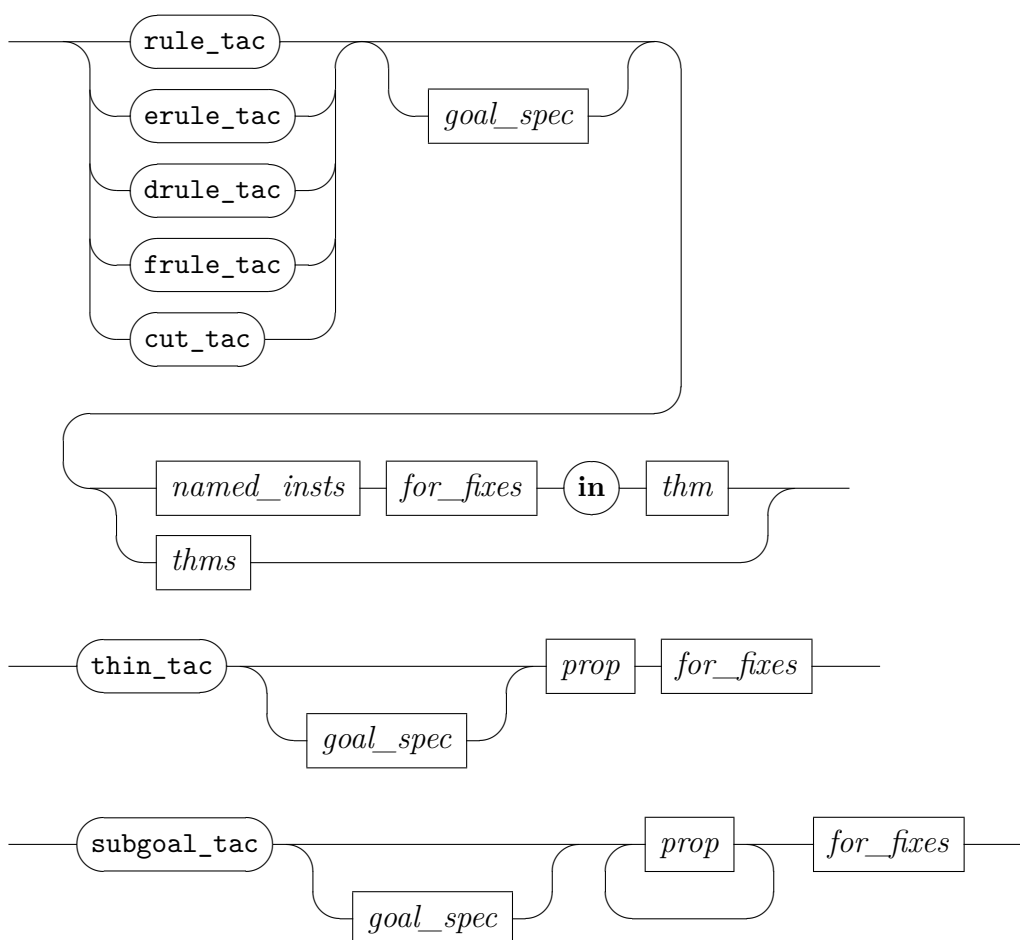 rule_tac
erule_tac goal_spec
drule_tac
frule_tac
cut_tac
named_insts for_fixes in thm
thms
thin_tac prop for_fixes
goal_spec
subgoal_tac prop for_fixes
goal_spec